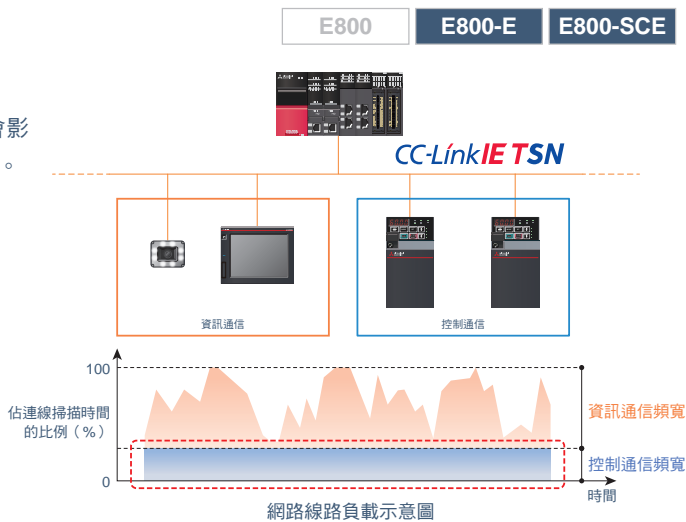 E800 E800-E E800-SCE
會影
。
CC-Link IE TSN
資訊通信 控制通信
100
佔連線掃描時間
的比例（%）
0
資訊通信頻寬
控制通信頻寬
時間
網路線路負載示意圖